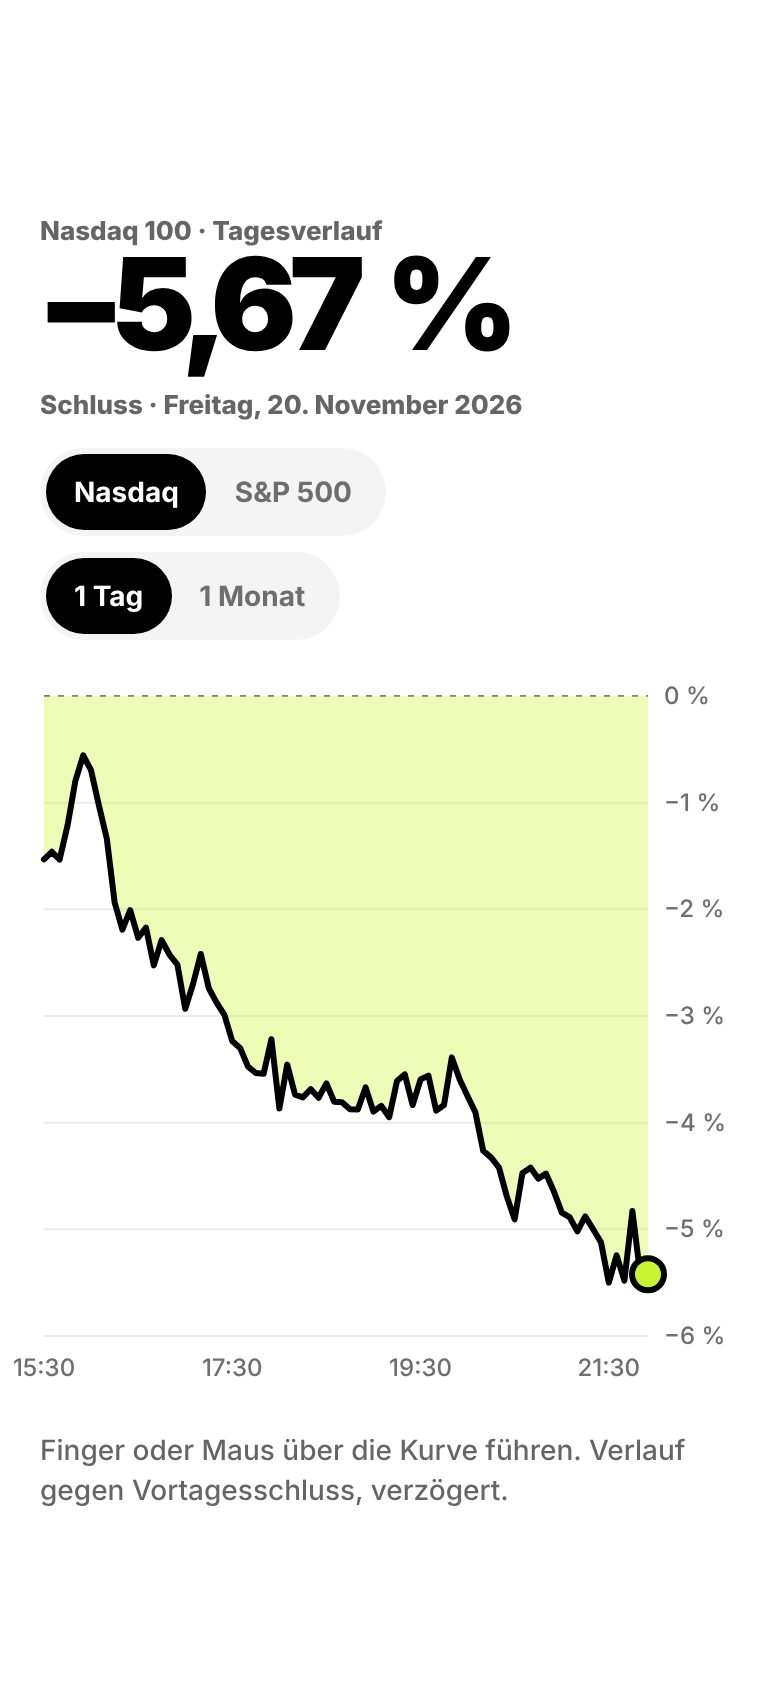 Nasdaq 100 · Tagesverlauf
−5,67 %
Schluss · Freitag, 20. November 2026
Nasdaq S&P 500
1 Tag 1 Monat
0 %
−1 %
−2 %
−3 %
−4 %
−5 %
−6 %
15:30 17:30 19:30 21:30
Finger oder Maus über die Kurve führen. Verlauf
gegen Vortagesschluss, verzögert.